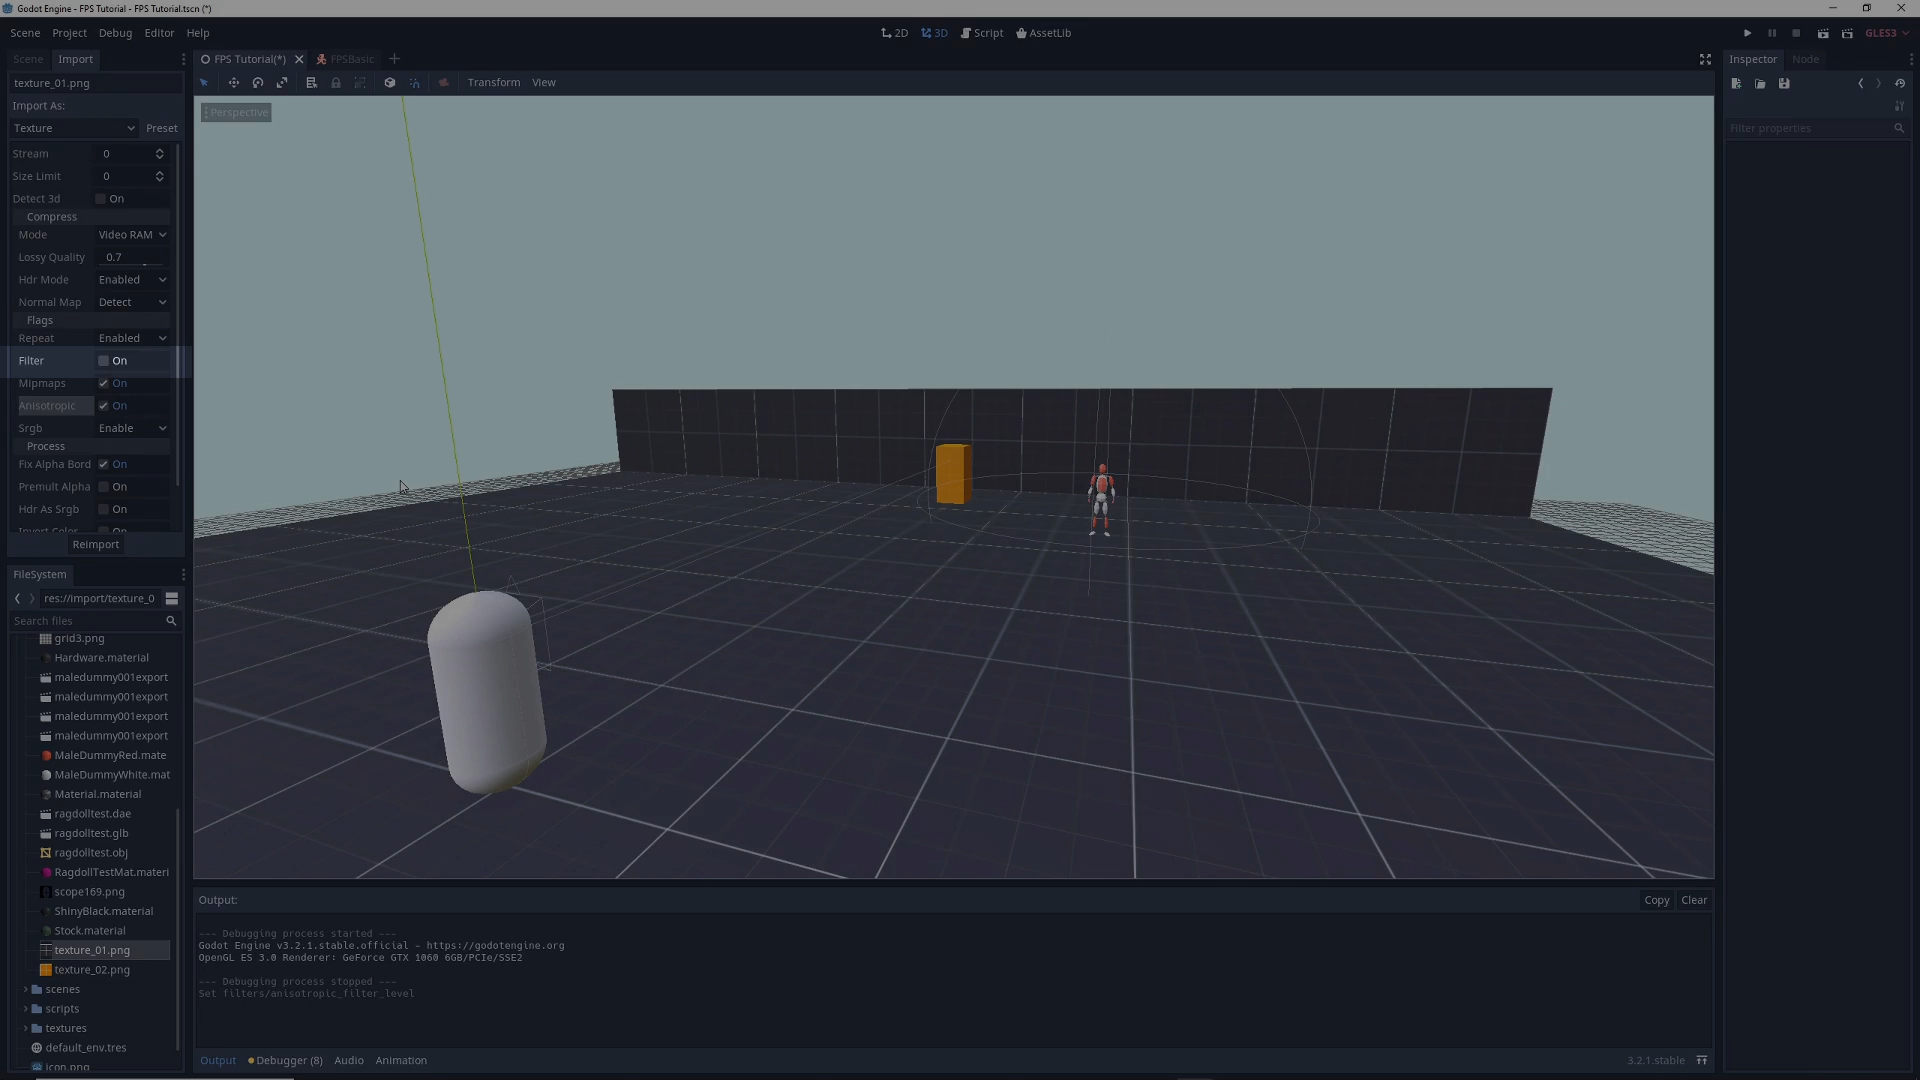 Godot Engine - FPS Tutorial - FPS Tutorial.tscn (*)
Scene Project Debug Editor Help
2D 3D Script AssetLib
GLES3
Scene Import
FPS Tutorial(*) FPSBasic
Inspector Node
texture_01.png
Transform View
Import As:
Perspective
Texture Preset
Filter properties
Stream 0
Size Limit 0
Detect 3d On
Compress
Mode Video RAM
Lossy Quality 0.7
Hdr Mode Enabled
Normal Map Detect
Flags
Repeat Enabled
Filter On
Mipmaps On
Anisotropic On
Srgb Enable
Process
Fix Alpha Bord On
Premult Alpha On
Hdr As Srgb On
Invert Color On
Reimport
FileSystem
res://import/texture_0
Search files
grid3.png
Hardware.material
maledummy001export
maledummy001export
maledummy001export
maledummy001export
MaleDummyRed.mate
MaleDummyWhite.mat
Material.material
ragdolltest.dae
ragdolltest.glb
ragdolltest.obj
RagdollTestMat.materi
scope169.png
ShinyBlack.material
Stock.material
texture_01.png
texture_02.png
scenes
scripts
textures
default_env.tres
icon.png
Output:
Copy Clear
--- Debugging process started ---
Godot Engine v3.2.1.stable.official - https://godotengine.org
OpenGL ES 3.0 Renderer: GeForce GTX 1060 6GB/PCIe/SSE2
--- Debugging process stopped ---
Set filters/anisotropic_filter_level
Output Debugger (8) Audio Animation
3.2.1.stable